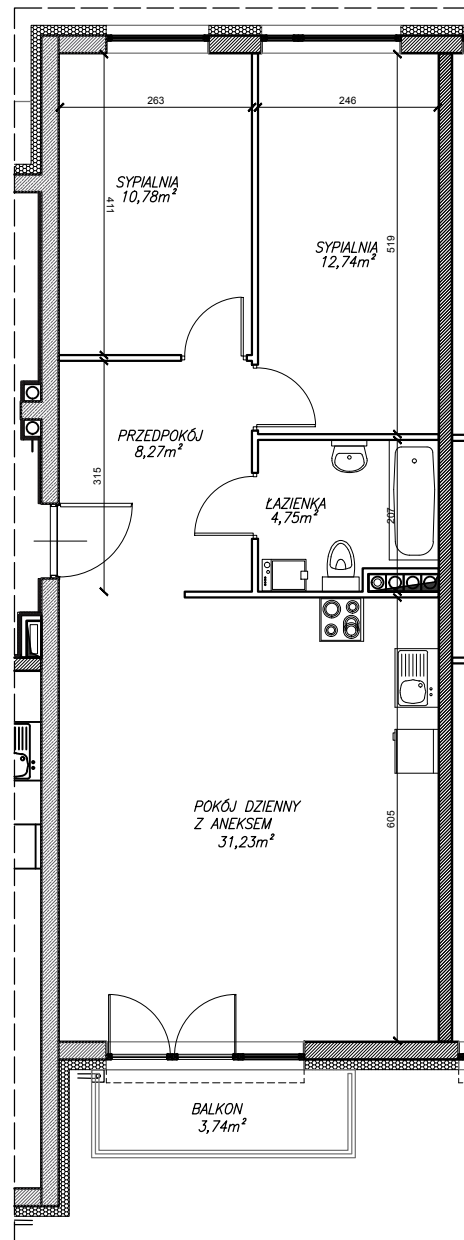 263
246
SYPIALNIA
10,78m²
411
SYPIALNIA
12,74m²
519
PRZEDPOKÓJ
8,27m²
315
ŁAZIENKA
4,75m²
207
POKÓJ DZIENNY
Z ANEKSEM
31,23m²
605
BALKON
3,74m²